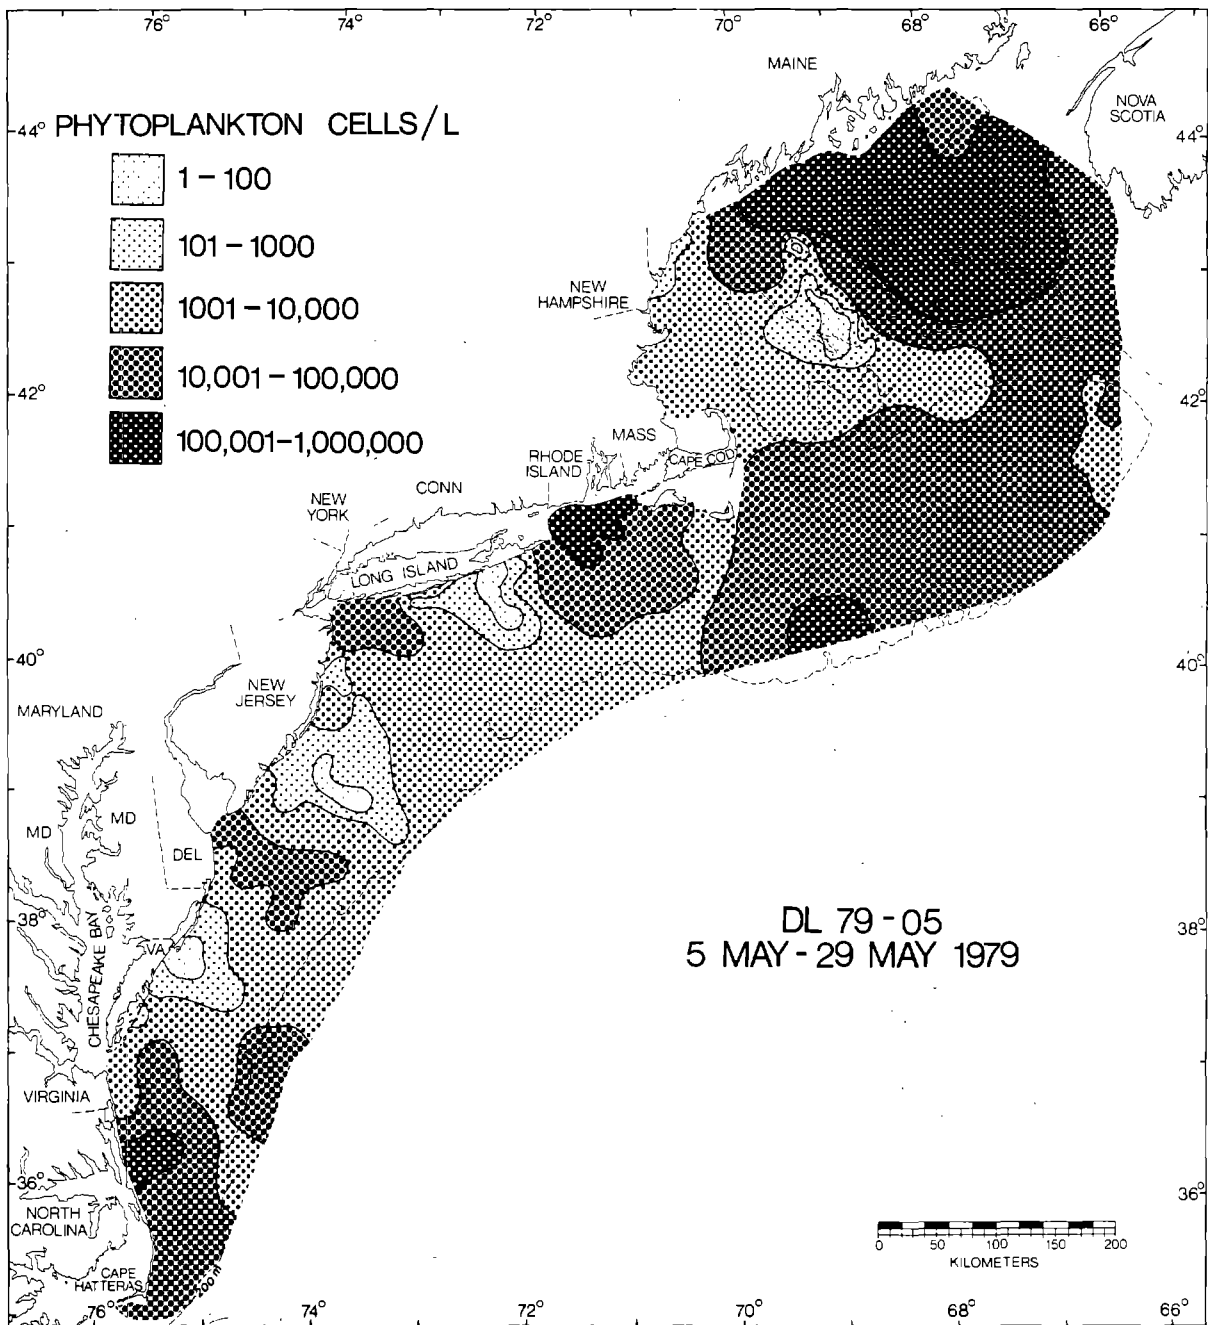 76°
74°
72°
70°
68°
66°
MAINE
NOVA
SCOTIA
44°
PHYTOPLANKTON CELLS/L
44°
1-100
101-1000
1001-10,000
10,001-100,000
100,001-1,000,000
NEW
HAMPSHIRE
42°
42°
MASS
CAPE COD
RHODE
ISLAND
CONN
NEW
YORK
LONG ISLAND
40°
40°
NEW
JERSEY
MARYLAND
MD
MD
DEL
38°
38°
CHESAPEAKE BAY
VA
DL 79-05
5 MAY-29 MAY 1979
VIRGINIA
36°
36°
NORTH
CAROLINA
CAPE
HATTERAS
200 m
0 50 100 150 200
KILOMETERS
76°
74°
72°
70°
68°
66°